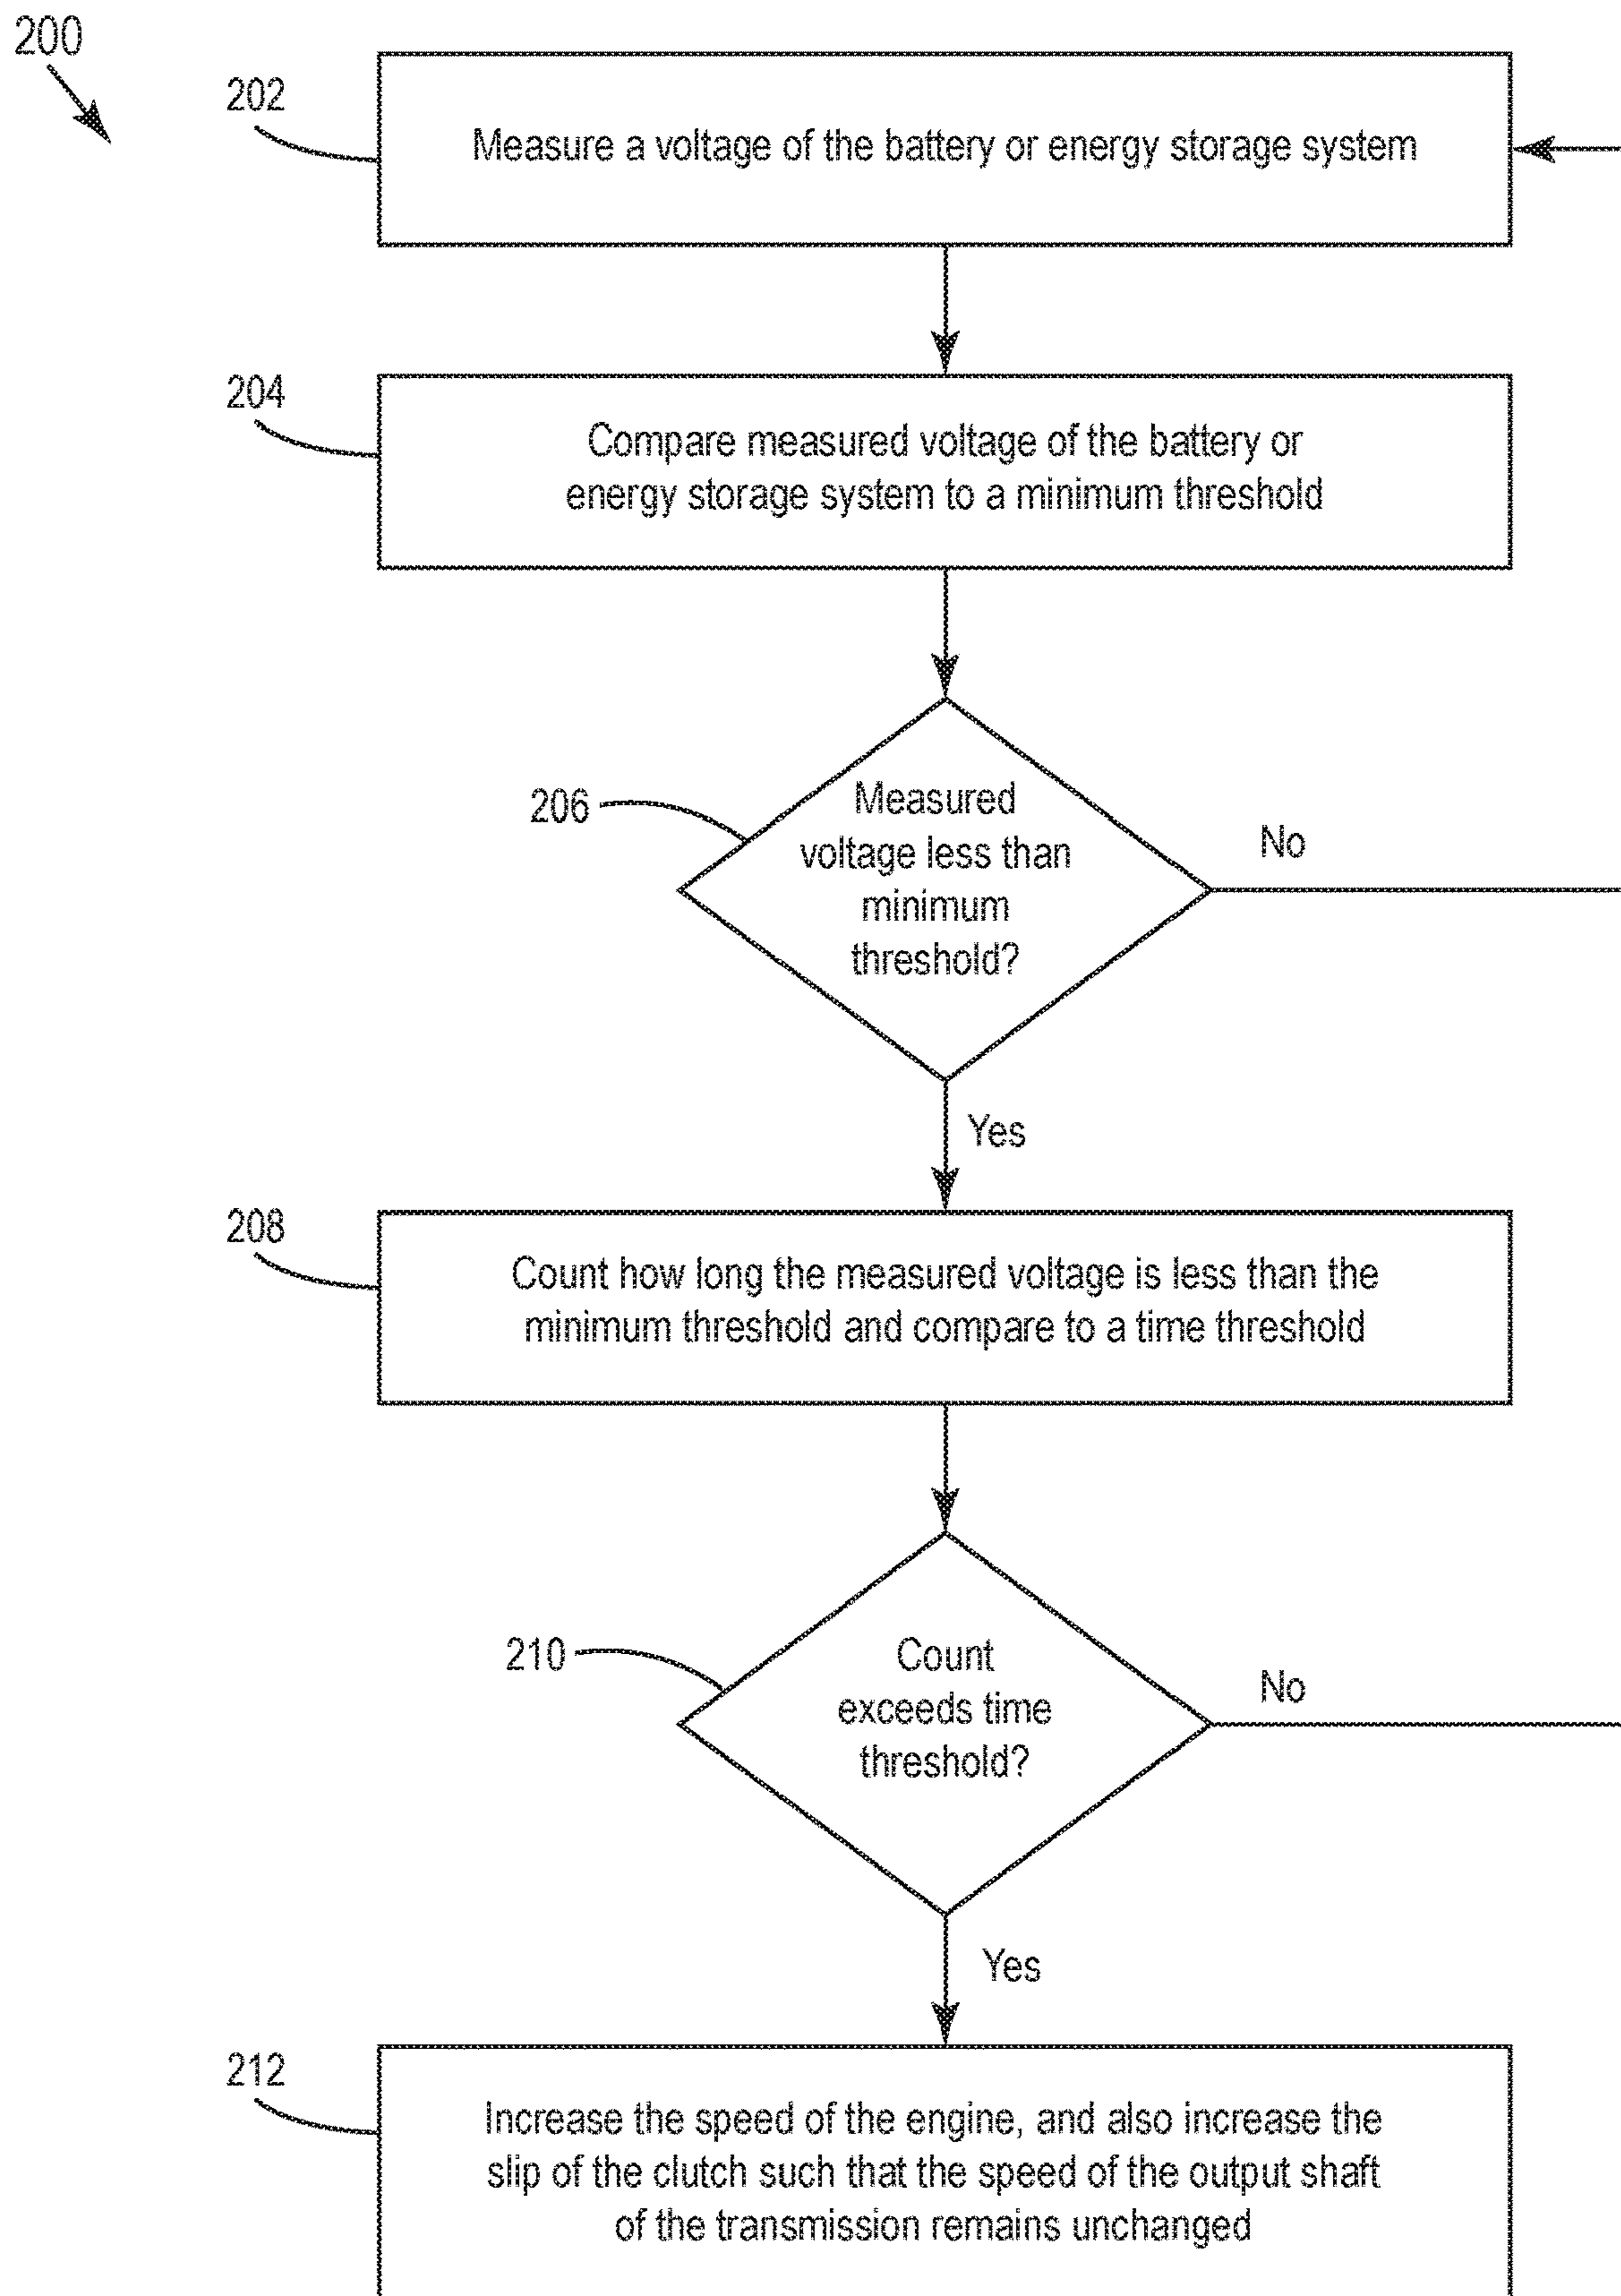 200
202
Measure a voltage of the battery or energy storage system
204
Compare measured voltage of the battery or
energy storage system to a minimum threshold
206
Measured
voltage less than
minimum
threshold?
No
Yes
208
Count how long the measured voltage is less than the
minimum threshold and compare to a time threshold
210
Count
exceeds time
threshold?
No
Yes
212
Increase the speed of the engine, and also increase the
slip of the clutch such that the speed of the output shaft
of the transmission remains unchanged